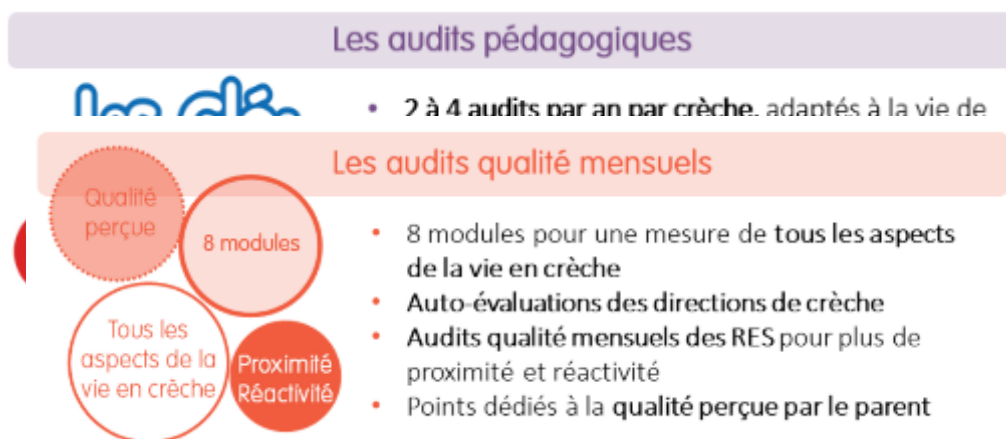 Les audits pédagogiques
• 2 à 4 audits par an par crèche, adaptés à la vie de
Les audits qualité mensuels
Qualité
perçue
8 modules
Tous les
aspects de la
vie en crèche
Proximité
Réactivité
• 8 modules pour une mesure de tous les aspects
de la vie en crèche
• Auto-évaluations des directions de crèche
• Audits qualité mensuels des RES pour plus de
proximité et réactivité
• Points dédiés à la qualité perçue par le parent